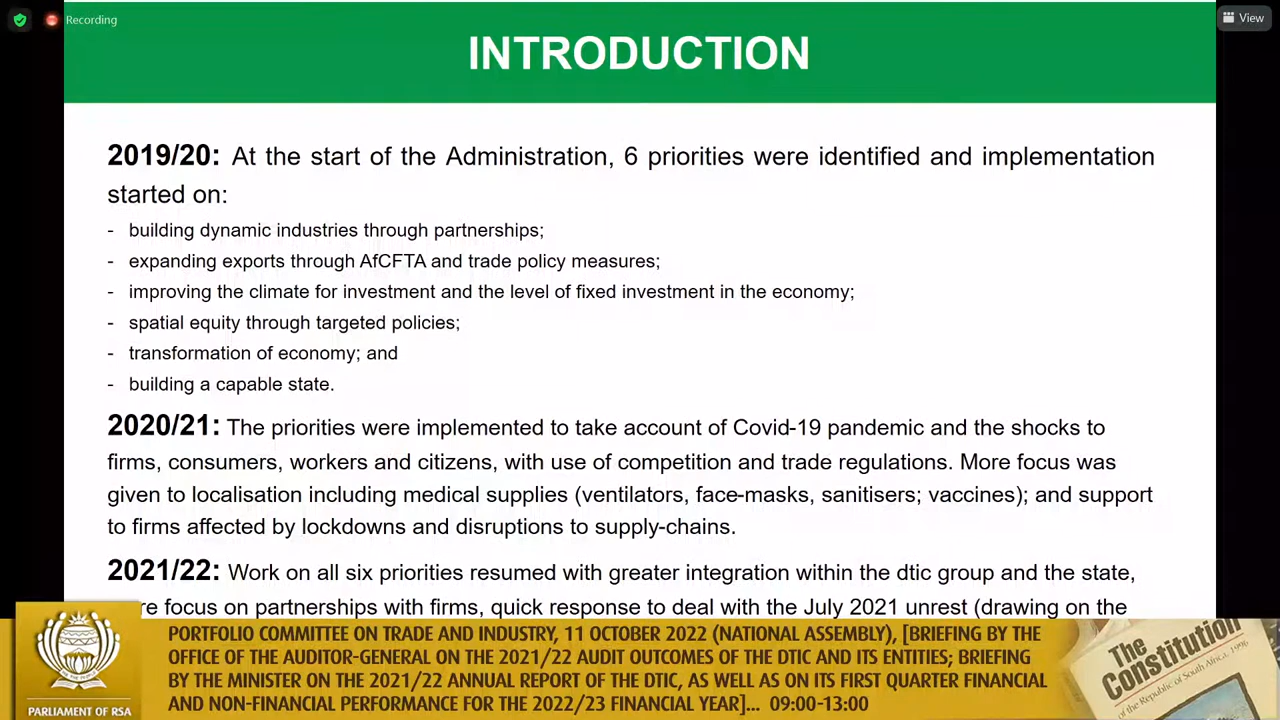 Recording
View
INTRODUCTION
2019/20: At the start of the Administration, 6 priorities were identified and implementation
started on:
- building dynamic industries through partnerships;
- expanding exports through AfCFTA and trade policy measures;
- improving the climate for investment and the level of fixed investment in the economy;
- spatial equity through targeted policies;
- transformation of economy; and
- building a capable state.
2020/21: The priorities were implemented to take account of Covid-19 pandemic and the shocks to
firms, consumers, workers and citizens, with use of competition and trade regulations. More focus was
given to localisation including medical supplies (ventilators, face-masks, sanitisers; vaccines); and support
to firms affected by lockdowns and disruptions to supply-chains.
2021/22: Work on all six priorities resumed with greater integration within the dtic group and the state,
focus on partnerships with firms, quick response to deal with the July 2021 unrest (drawing on the
PORTFOLIO COMMITTEE ON TRADE AND INDUSTRY, 11 OCTOBER 2022 (NATIONAL ASSEMBLY), [BRIEFING BY THE
OFFICE OF THE AUDITOR-GENERAL ON THE 2021/22 AUDIT OUTCOMES OF THE DTIC AND ITS ENTITIES; BRIEFING
BY THE MINISTER ON THE 2021/22 ANNUAL REPORT OF THE DTIC, AS WELL AS ON ITS FIRST QUARTER FINANCIAL
AND NON-FINANCIAL PERFORMANCE FOR THE 2022/23 FINANCIAL YEAR]... 09:00-13:00
PARLIAMENT OF RSA
The
Constitution
of the Republic of South Africa, 1996